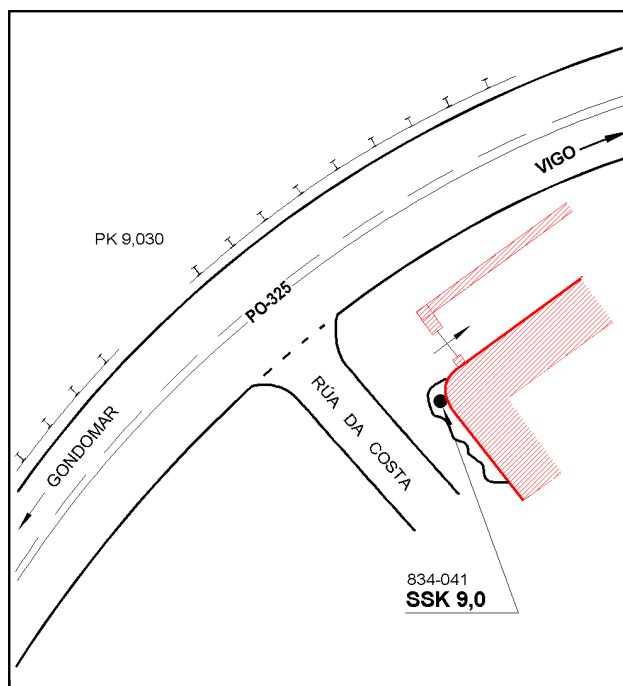 VIGO
PK 9,030
PO-325
RÚA DA COSTA
GONDOMAR
834-041
SSK 9,0